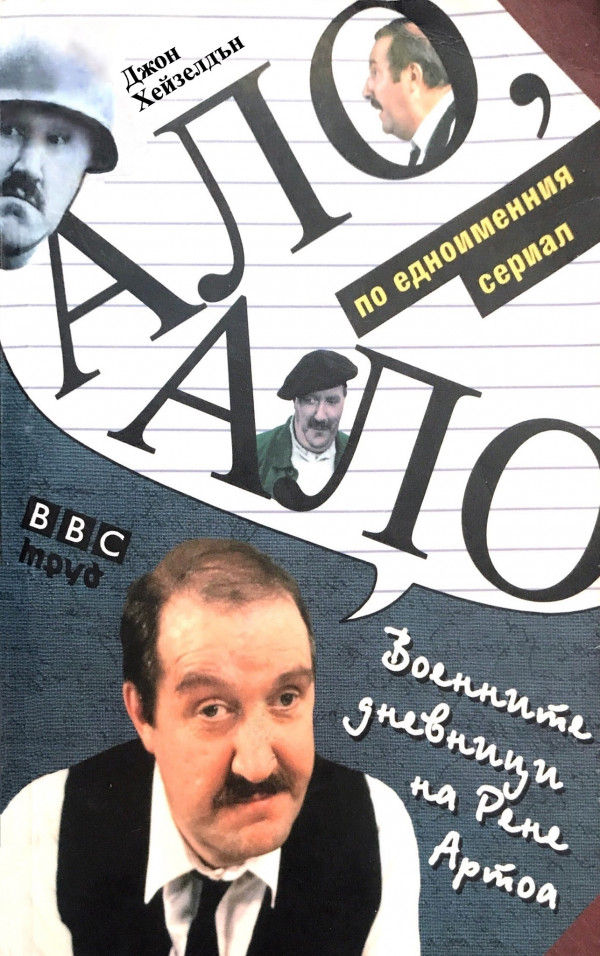 Джон
Хейзелдън
АЛО,
АЛО
по едноименния
сериал
BBC
труд
Военните
дневници
на Рене
Артоа